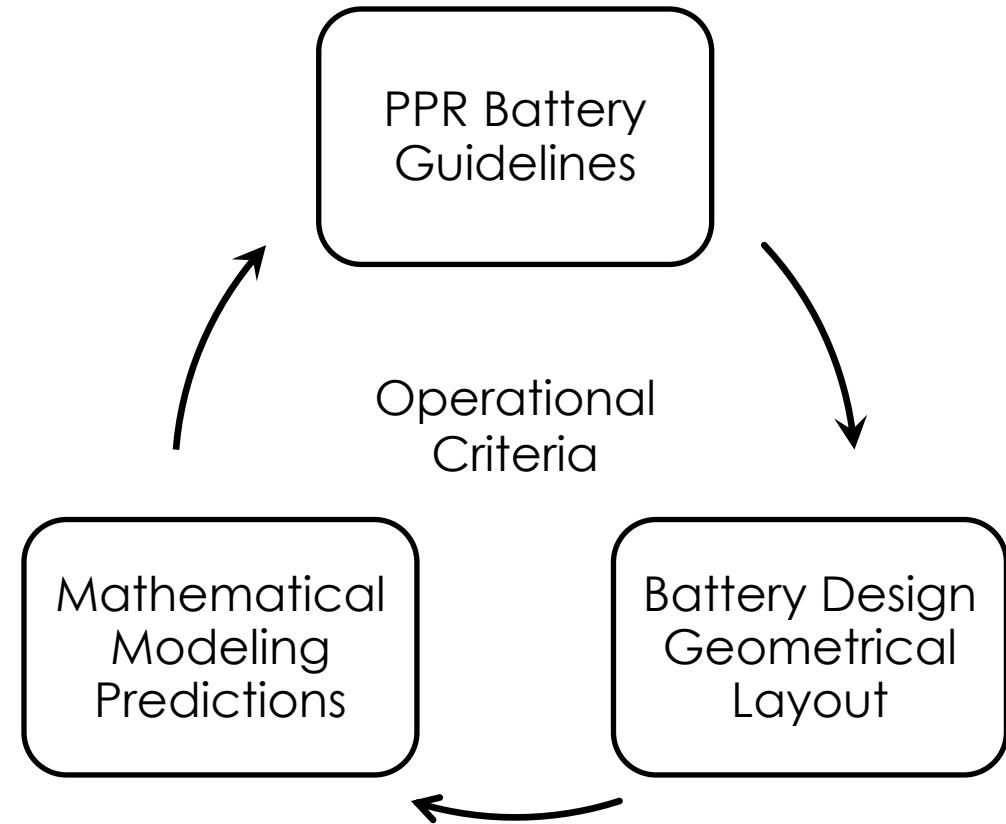 PPR Battery
Guidelines
Operational
Criteria
Mathematical
Modeling
Predictions
Battery Design
Geometrical
Layout